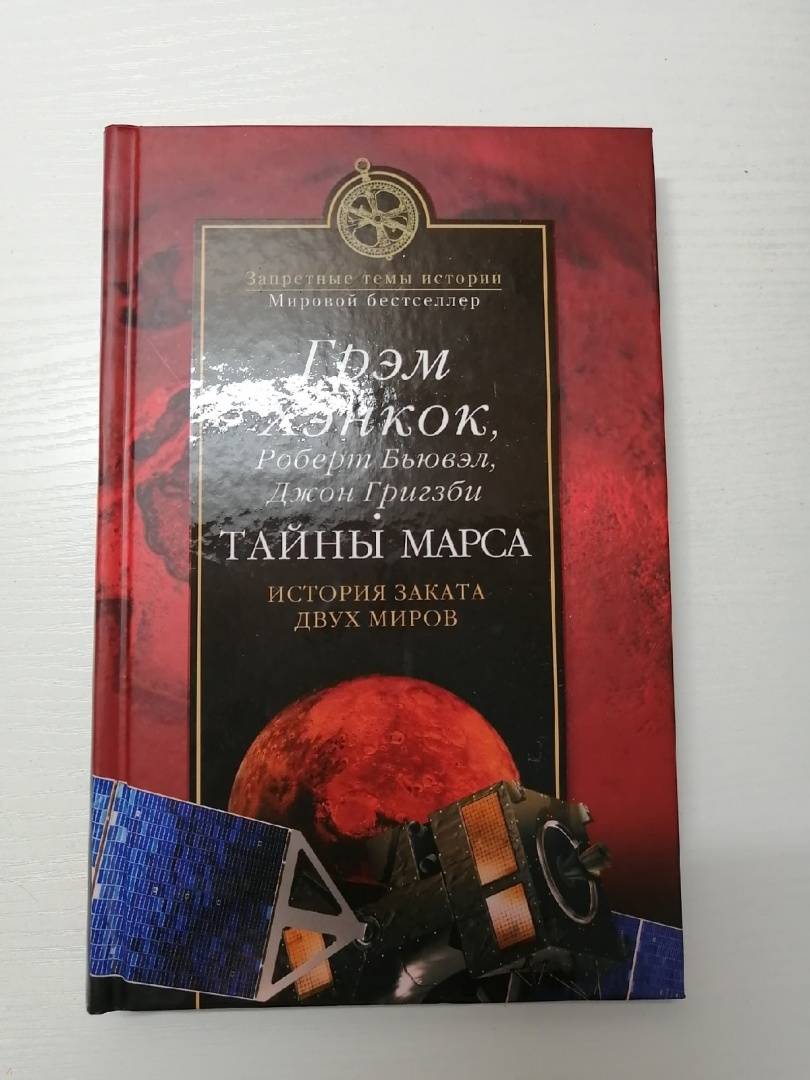 Запретные темы истории
Мировой бестселлер
Грэм
Хэнкок,
Роберт Бьювэл,
Джон Григзби
•
ТАЙНЫ МАРСА
ИСТОРИЯ ЗАКАТА
ДВУХ МИРОВ